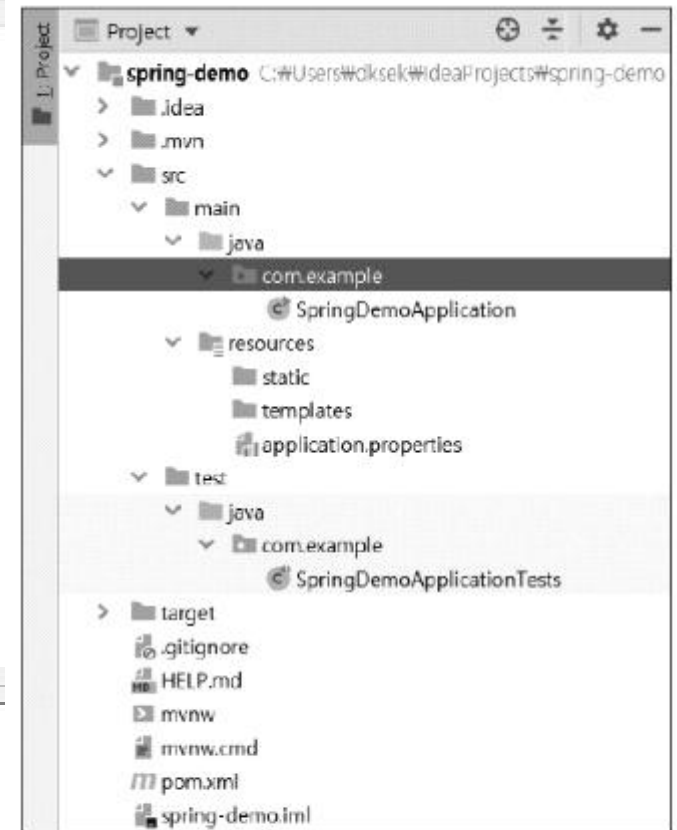 1: Project
Project
spring-demo C:₩Users₩dksek₩IdeaProjects₩spring-demo
.idea
.mvn
src
main
java
com.example
SpringDemoApplication
resources
static
templates
application.properties
test
java
com.example
SpringDemoApplicationTests
target
.gitignore
HELP.md
mvnw
mvnw.cmd
pom.xml
spring-demo.iml